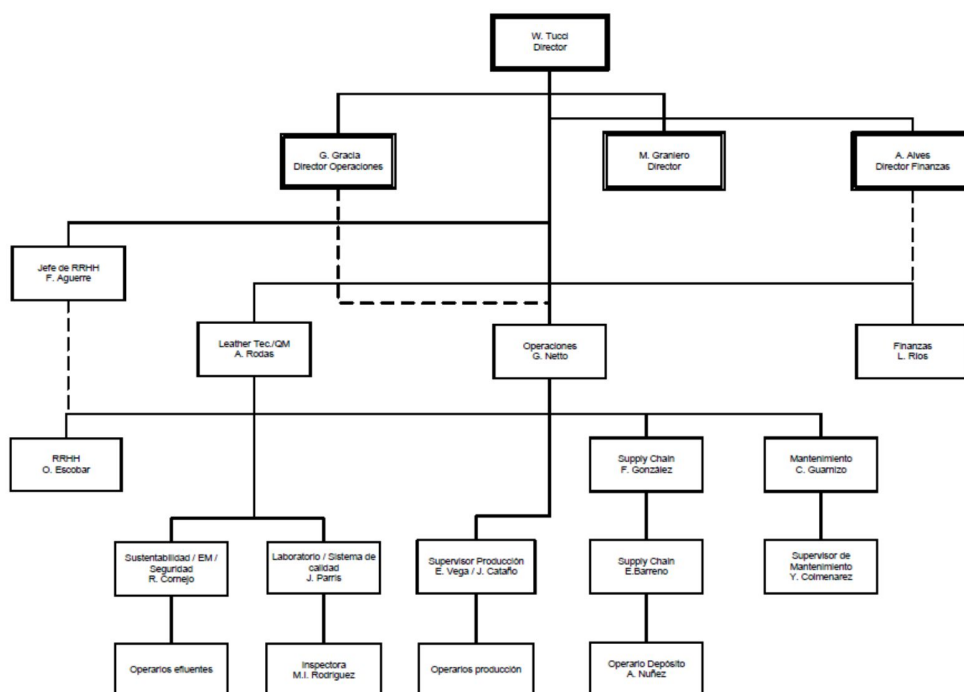 W. Tucci
Director
G. Gracia
Director Operaciones
M. Graniero
Director
A. Alves
Director Finanzas
Jefe de RRHH
F. Aguerre
Leather Tec./QM
A. Rodas
Operaciones
G. Netto
Finanzas
L. Rios
RRHH
O. Escobar
Supply Chain
F. González
Mantenimiento
C. Guarnizo
Sustentabilidad / EM /
Seguridad
R. Cornejo
Laboratorio / Sistema de
calidad
J. Parris
Supervisor Producción
E. Vega / J. Cataño
Supply Chain
E.Barreno
Supervisor de
Mantenimiento
Y. Colmenarez
Operarios efluentes
Inspectora
M.I. Rodriguez
Operarios producción
Operario Depósito
A. Nuñez